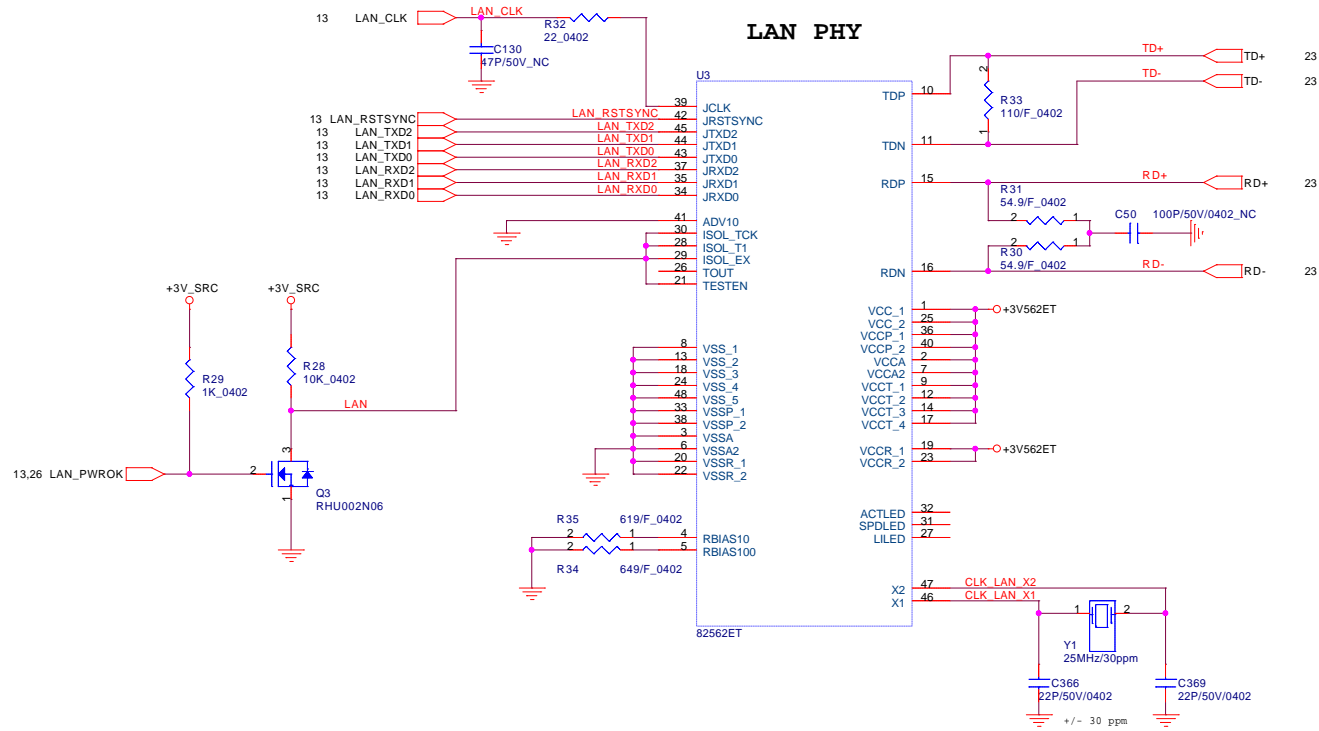 LAN PHY
13 LAN_CLK
LAN_CLK
R32
22_0402
C130
47P/50V_NC
13 LAN_RSTSYNC
13 LAN_TXD2
13 LAN_TXD1
13 LAN_TXD0
13 LAN_RXD2
13 LAN_RXD1
13 LAN_RXD0
LAN_RSTSYNC
LAN_TXD2
LAN_TXD1
LAN_TXD0
LAN_RXD2
LAN_RXD1
LAN_RXD0
U3
39 JCLK
42 JRSTSYNC
45 JTXD2
44 JTXD1
43 JTXD0
37 JRXD2
35 JRXD1
34 JRXD0
41 ADV10
30 ISOL_TCK
28 ISOL_T1
29 ISOL_EX
26 TOUT
21 TESTEN
8 VSS_1
13 VSS_2
18 VSS_3
24 VSS_4
48 VSS_5
33 VSSP_1
38 VSSP_2
3 VSSA
6 VSSA2
20 VSSR_1
22 VSSR_2
4 RBIAS10
5 RBIAS100
82562ET
TDP 10
TDN 11
RDP 15
RDN 16
VCC_1 1
VCC_2 25
VCCP_1 36
VCCP_2 40
VCCA 2
VCCA2 7
VCCT_1 9
VCCT_2 12
VCCT_3 14
VCCT_4 17
VCCR_1 19
VCCR_2 23
ACTLED 32
SPDLED 31
LILED 27
X2 47
X1 46
+3V_SRC
+3V_SRC
R29
1K_0402
R28
10K_0402
LAN
13,26 LAN_PWROK
2
3
1
Q3
RHU002N06
R35 619/F_0402
2 1
2 1
R34 649/F_0402
TD+
TD+ 23
TD-
TD- 23
2
R33
110/F_0402
1
RD+
RD+ 23
R31
54.9/F_0402
2 1
C50 100P/50V/0402_NC
2 1
R30
54.9/F_0402
RD-
RD- 23
+3V562ET
+3V562ET
CLK_LAN_X2
CLK_LAN_X1
1 2
Y1
25MHz/30ppm
C366
22P/50V/0402
C369
22P/50V/0402
+/- 30 ppm